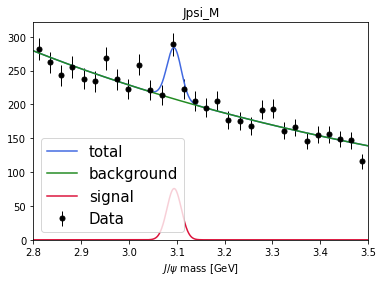 Jpsi_M
300
250
200
150
100
50
0
total
background
signal
Data
2.8 2.9 3.0 3.1 3.2 3.3 3.4 3.5
J/ψ mass [GeV]